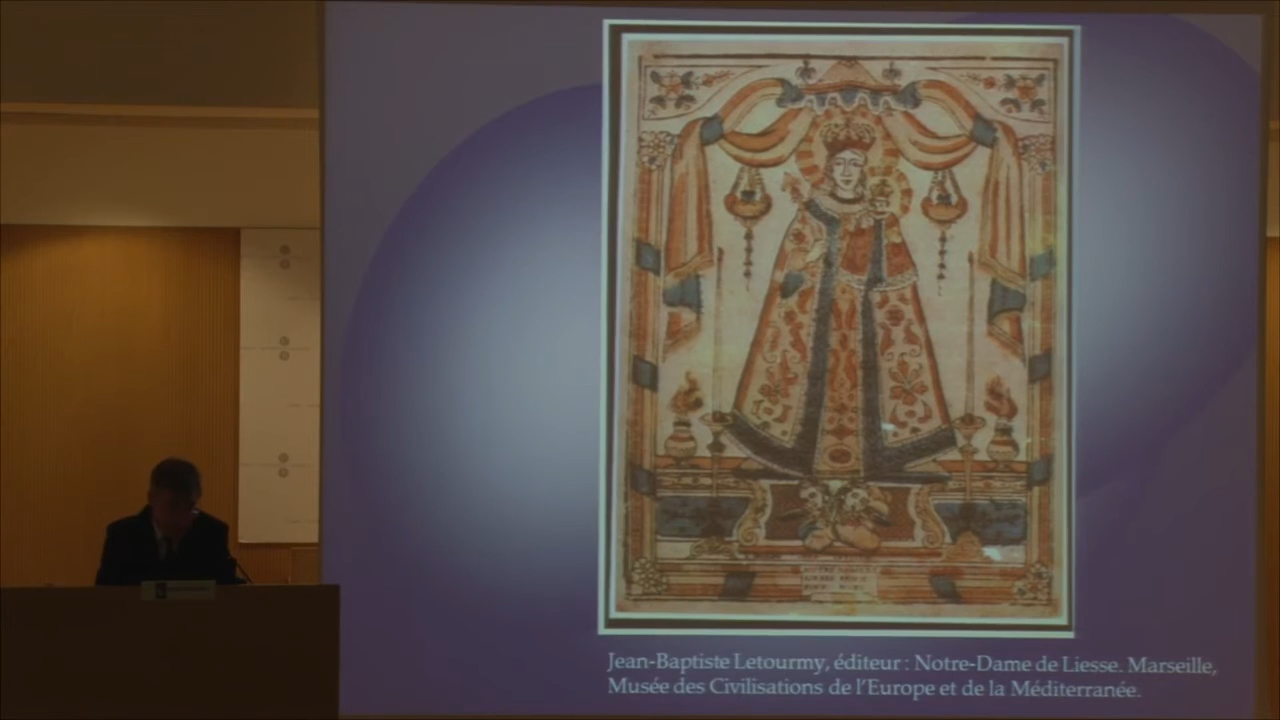 Jean-Baptiste Letourmy, éditeur : Notre-Dame de Liesse. Marseille,
Musée des Civilisations de l'Europe et de la Méditerranée.